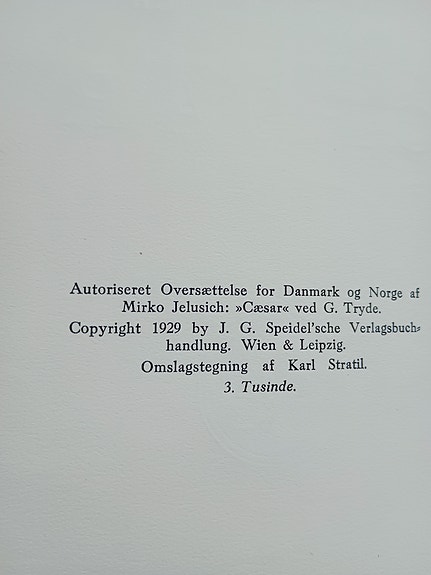 Autoriseret Oversættelse for Danmark og Norge af
Mirko Jelusich: »Cæsar« ved G. Tryde.
Copyright 1929 by J. G. Speidel'sche Verlagsbuch-
handlung. Wien & Leipzig.
Omslagstegning af Karl Stratil.
3. Tusinde.